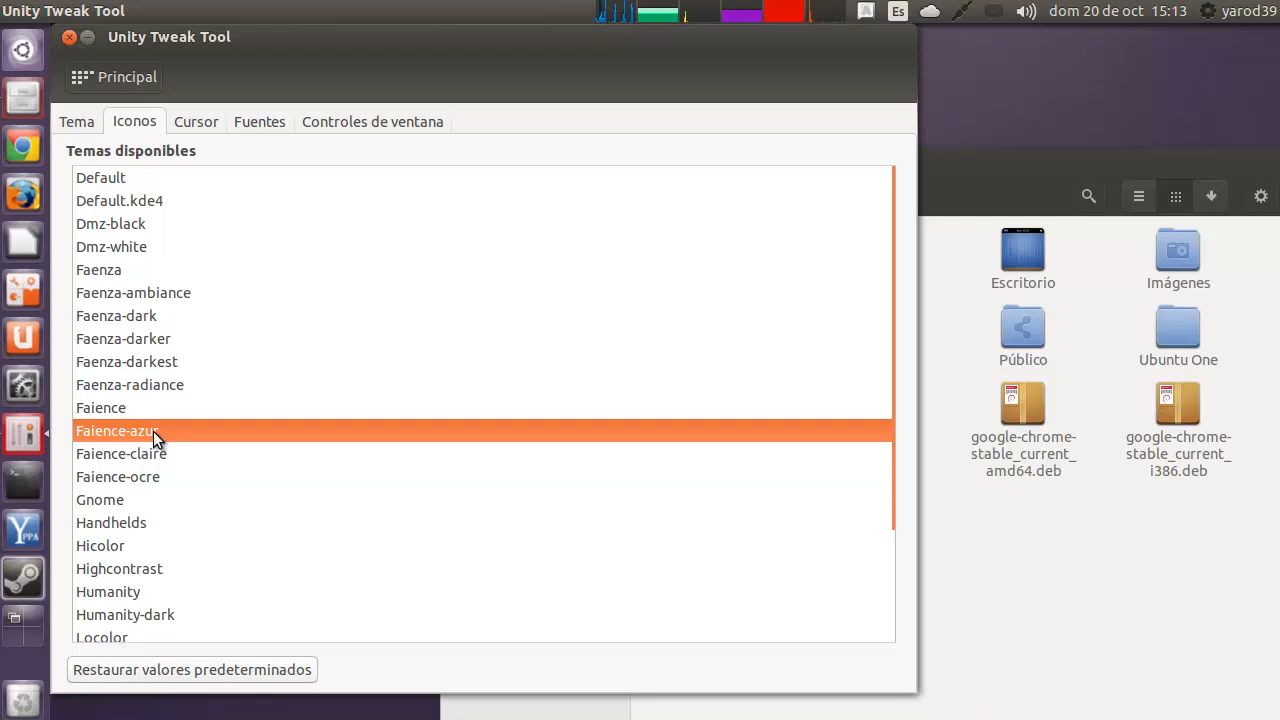 Unity Tweak Tool
A
Es
dom 20 de oct 15:13
yarod39
Unity Tweak Tool
Principal
Tema
Iconos
Cursor
Fuentes
Controles de ventana
Temas disponibles
Default
Default.kde4
Dmz-black
Dmz-white
Faenza
Faenza-ambiance
Faenza-dark
Faenza-darker
Faenza-darkest
Faenza-radiance
Faience
Faience-azur
Faience-claire
Faience-ocre
Gnome
Handhelds
Hicolor
Highcontrast
Humanity
Humanity-dark
Locolor
Restaurar valores predeterminados
Escritorio
Imágenes
Público
Ubuntu One
google-chrome-
stable_current_
amd64.deb
google-chrome-
stable_current_
i386.deb
Y
PPA